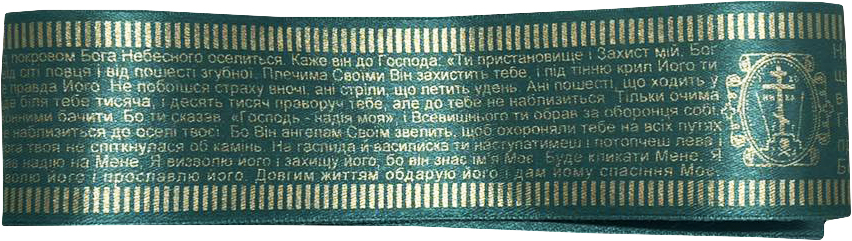 покровом Бога Небесного оселиться. Каже він до Господа: «Ти пристановище і Захист мій, Бог
від сіті ловця і від пошесті згубної. Плечима Своїми Він захистить тебе, і під тінню крил Його ти
правда Його. Не побоїшся страху вночі, ані стріли, що летить удень. Ані пошесті, що ходить у
біля тебе тисяча, і десять тисяч праворуч тебе, але до тебе не наблизиться. Тільки очима
бачити. Бо ти сказав: «Господь - надія моя», і Всевишнього ти обрав за оборонця собі.
наблизиться до оселі твоєї. Бо Він ангелам Своїм звелить, щоб охороняли тебе на всіх путях
твоя не спіткнулася об камінь. На гаспида й василиска ти наступатимеш і потопчеш лева
надію на Мене. Я визволю його і захищу його, бо він знає ім'я Моє. Буде кликати Мене, Я
його і прославлю його. Довгим життям обдарую його і дам йому спасіння Моє.